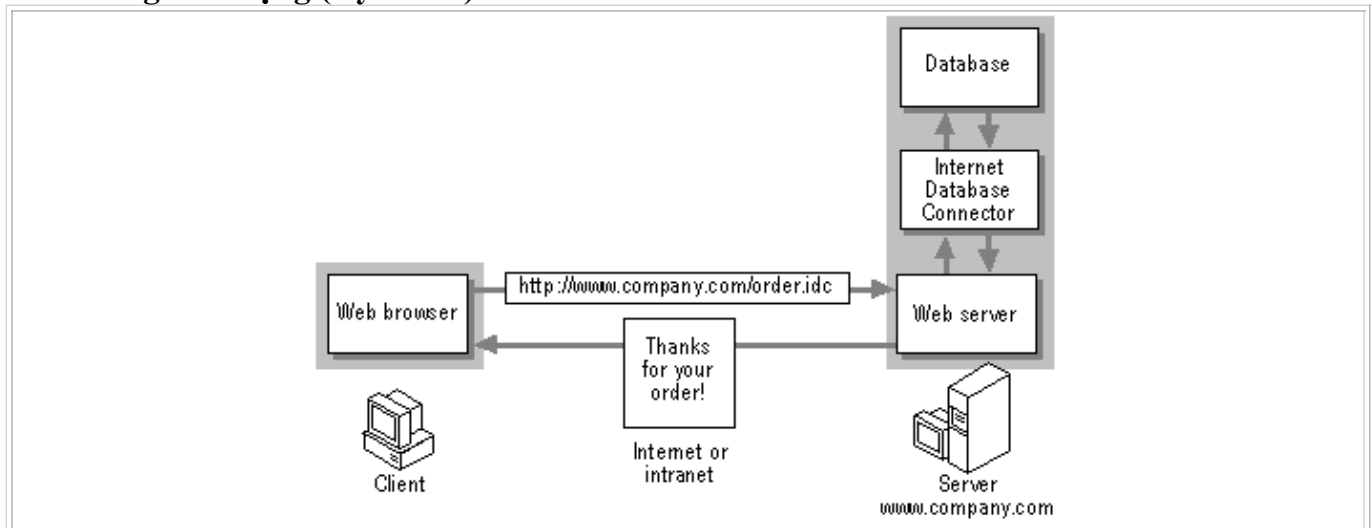 Database
Internet
Database
Connector
http://www.company.com/order.idc
Web browser
Web server
Thanks
for your
order!
Internet or
intranet
Client
Server
www.company.com